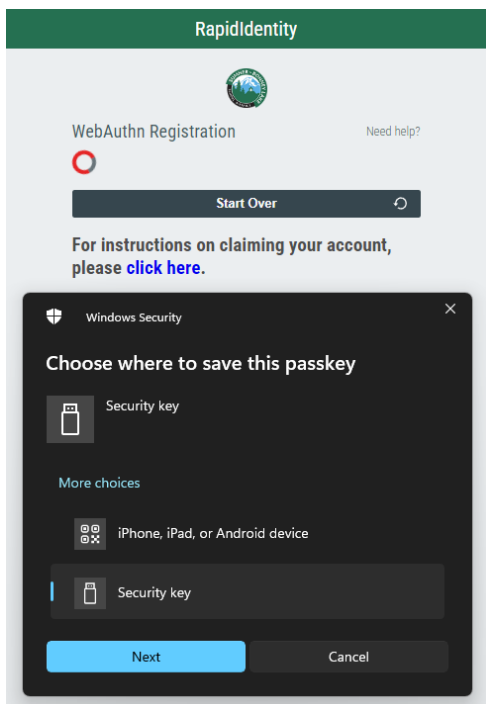 RapidIdentity
WebAuthn Registration
Need help?
Start Over
For instructions on claiming your account,
please click here.
Windows Security
Choose where to save this passkey
Security key
More choices
iPhone, iPad, or Android device
Security key
Next
Cancel